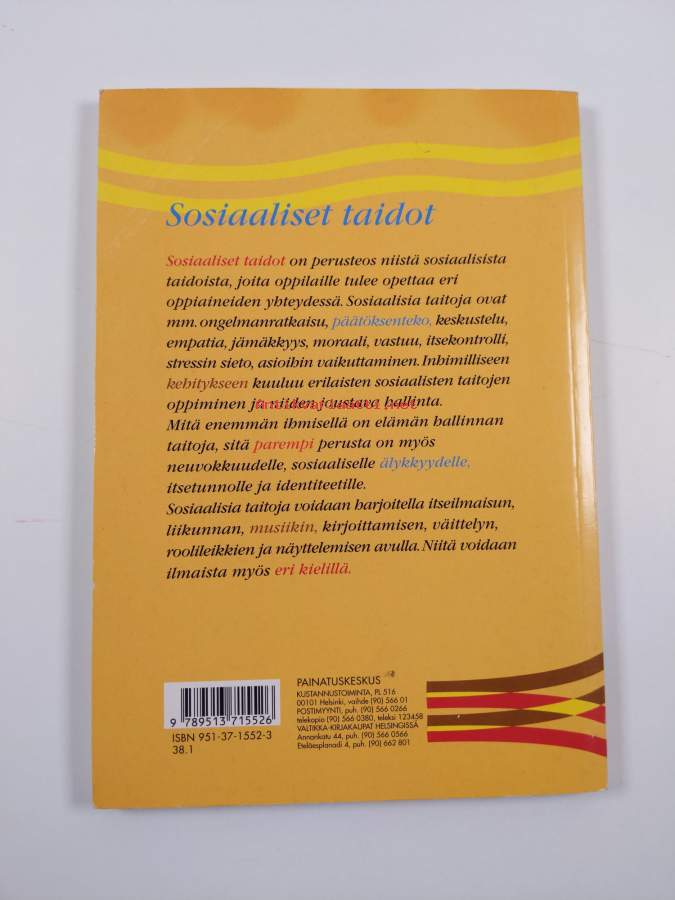 Sosiaaliset taidot
Sosiaaliset taidot on perusteos niistä sosiaalisista
taidoista, joita oppilaille tulee opettaa eri
oppiaineiden yhteydessä. Sosiaalisia taitoja ovat
mm. ongelmanratkaisu, päätöksenteko, keskustelu,
empatia, jämäkkyys, moraali, vastuu, itsekontrolli,
stressin sieto, asioihin vaikuttaminen. Inhimilliseen
kehitykseen kuuluu erilaisten sosiaalisten taitojen
oppiminen ja niiden joustava hallinta.
Mitä enemmän ihmisellä on elämän hallinnan
taitoja, sitä parempi perusta on myös
neuvokkuudelle, sosiaaliselle älykkyydelle,
itsetunnolle ja identiteetille.
Sosiaalisia taitoja voidaan harjoitella itseilmaisun,
liikunnan, musiikin, kirjoittamisen, väittelyn,
roolileikkien ja näyttelemisen avulla. Niitä voidaan
ilmaista myös eri kielillä.
9 789513 715526
ISBN 951-37-1552-3
38.1
PAINATUSKESKUS
KUSTANNUSTOIMINTA, PL 516
00101 Helsinki, vaihde (90) 566 01
POSTIMYYNTI, puh. (90) 566 0266
telekopio (90) 566 0380, teleksi 123458
VALTIKKA-KIRJAKAUPAT HELSINGISSÄ
Annankatu 44, puh. (90) 566 0566
Eteläesplanadi 4, puh. (90) 662 801